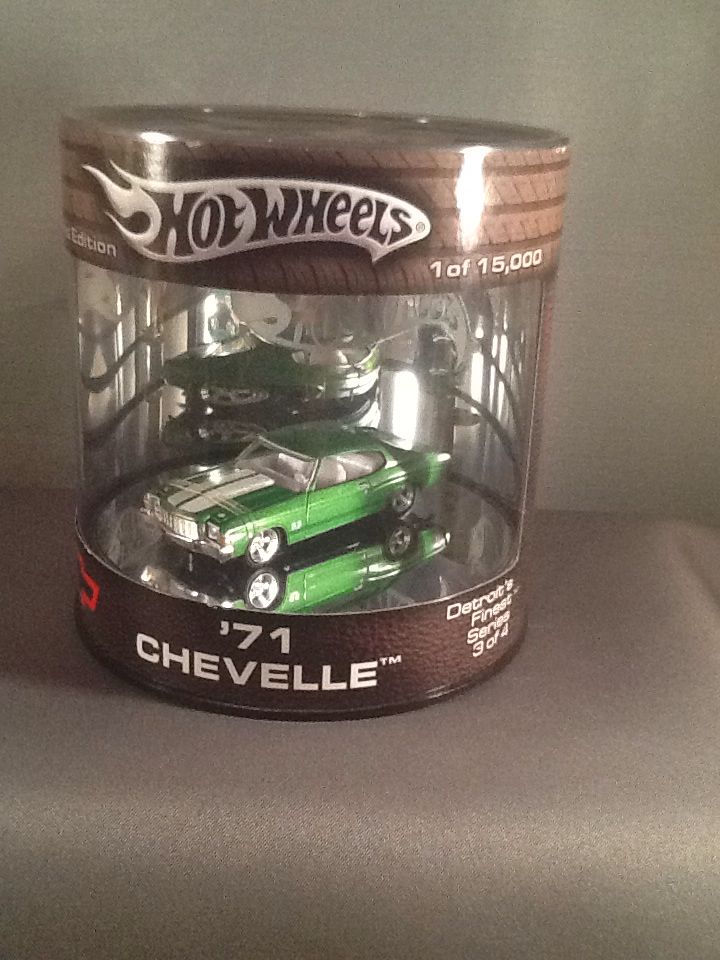 HOT WHEELS®
Edition
1 of 15,000
'71
CHEVELLE™
Detroit's
Finest
Series
3 of 4